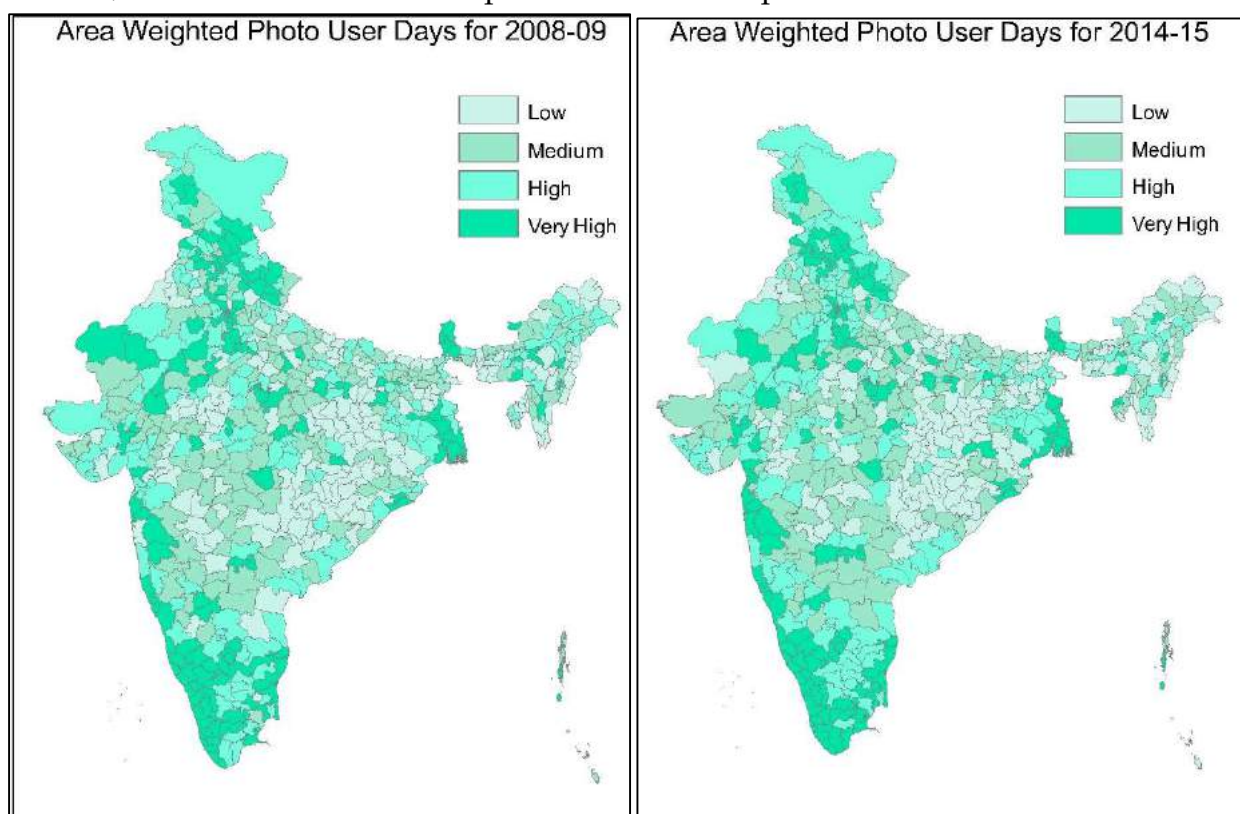 Area Weighted Photo User Days for 2008-09
Low
Medium
High
Very High
Area Weighted Photo User Days for 2014-15
Low
Medium
High
Very High